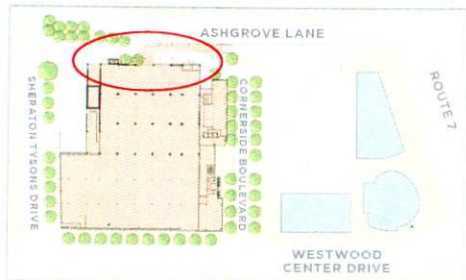 ASHGROVE LANE
SHERATON TYSONS DRIVE
CORNERSIDE BOULEVARD
ROUTE 7
WESTWOOD
CENTER DRIVE